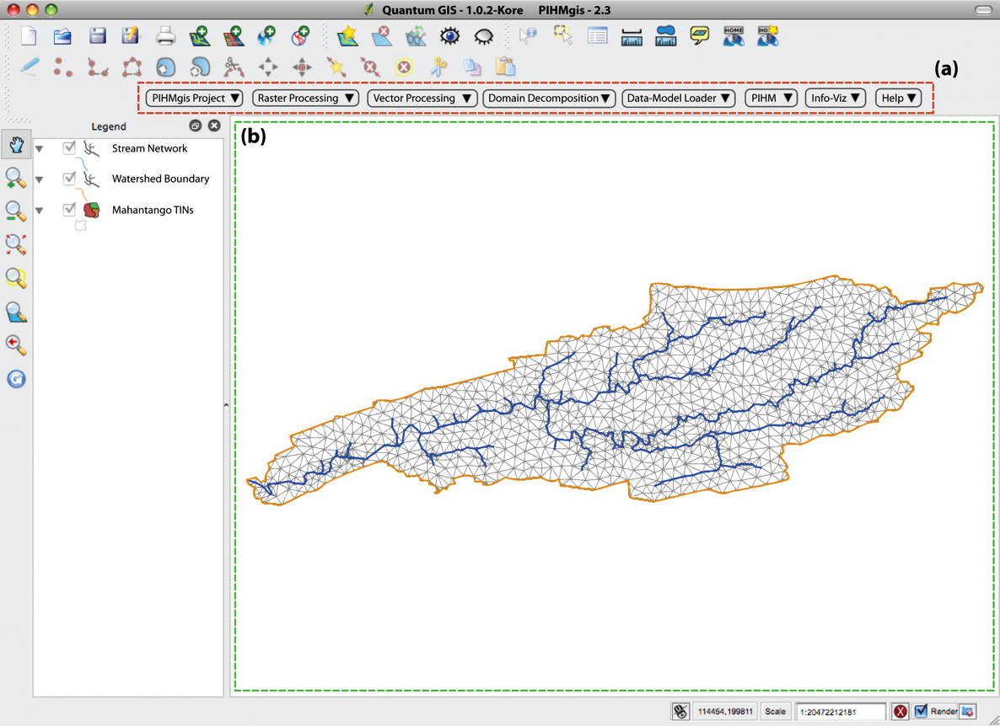 Quantum GIS - 1.0.2-Kore PIHMgis - 2.3
HOME
(a)
PIHMgis Project ▼ Raster Processing ▼ Vector Processing ▼ Domain Decomposition ▼ Data-Model Loader ▼ PIHM ▼ Info-Viz ▼ Help ▼
Legend
(b)
Stream Network
Watershed Boundary
Mahantango TINs
114454,199811 Scale 1:20472212181 Render